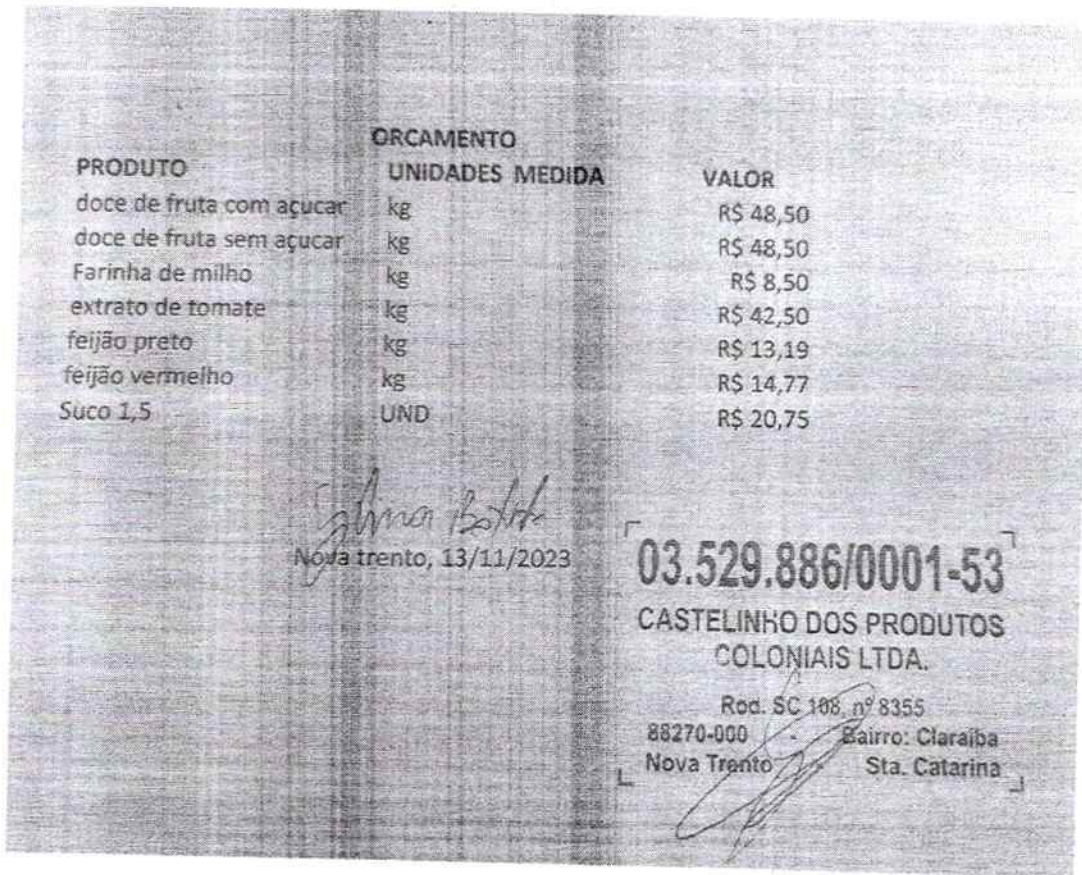 ORCAMENTO
PRODUTO UNIDADES MEDIDA VALOR
doce de fruta com açucar kg R$ 48,50
doce de fruta sem açucar kg R$ 48,50
Farinha de milho kg R$ 8,50
extrato de tomate kg R$ 42,50
feijão preto kg R$ 13,19
feijão vermelho kg R$ 14,77
Suco 1,5 UND R$ 20,75
Nova trento, 13/11/2023
03.529.886/0001-53
CASTELINHO DOS PRODUTOS
COLONIAIS LTDA.
Rod. SC 108, nº 8355
88270-000 - Bairro: Claraiba
Nova Trento Sta. Catarina